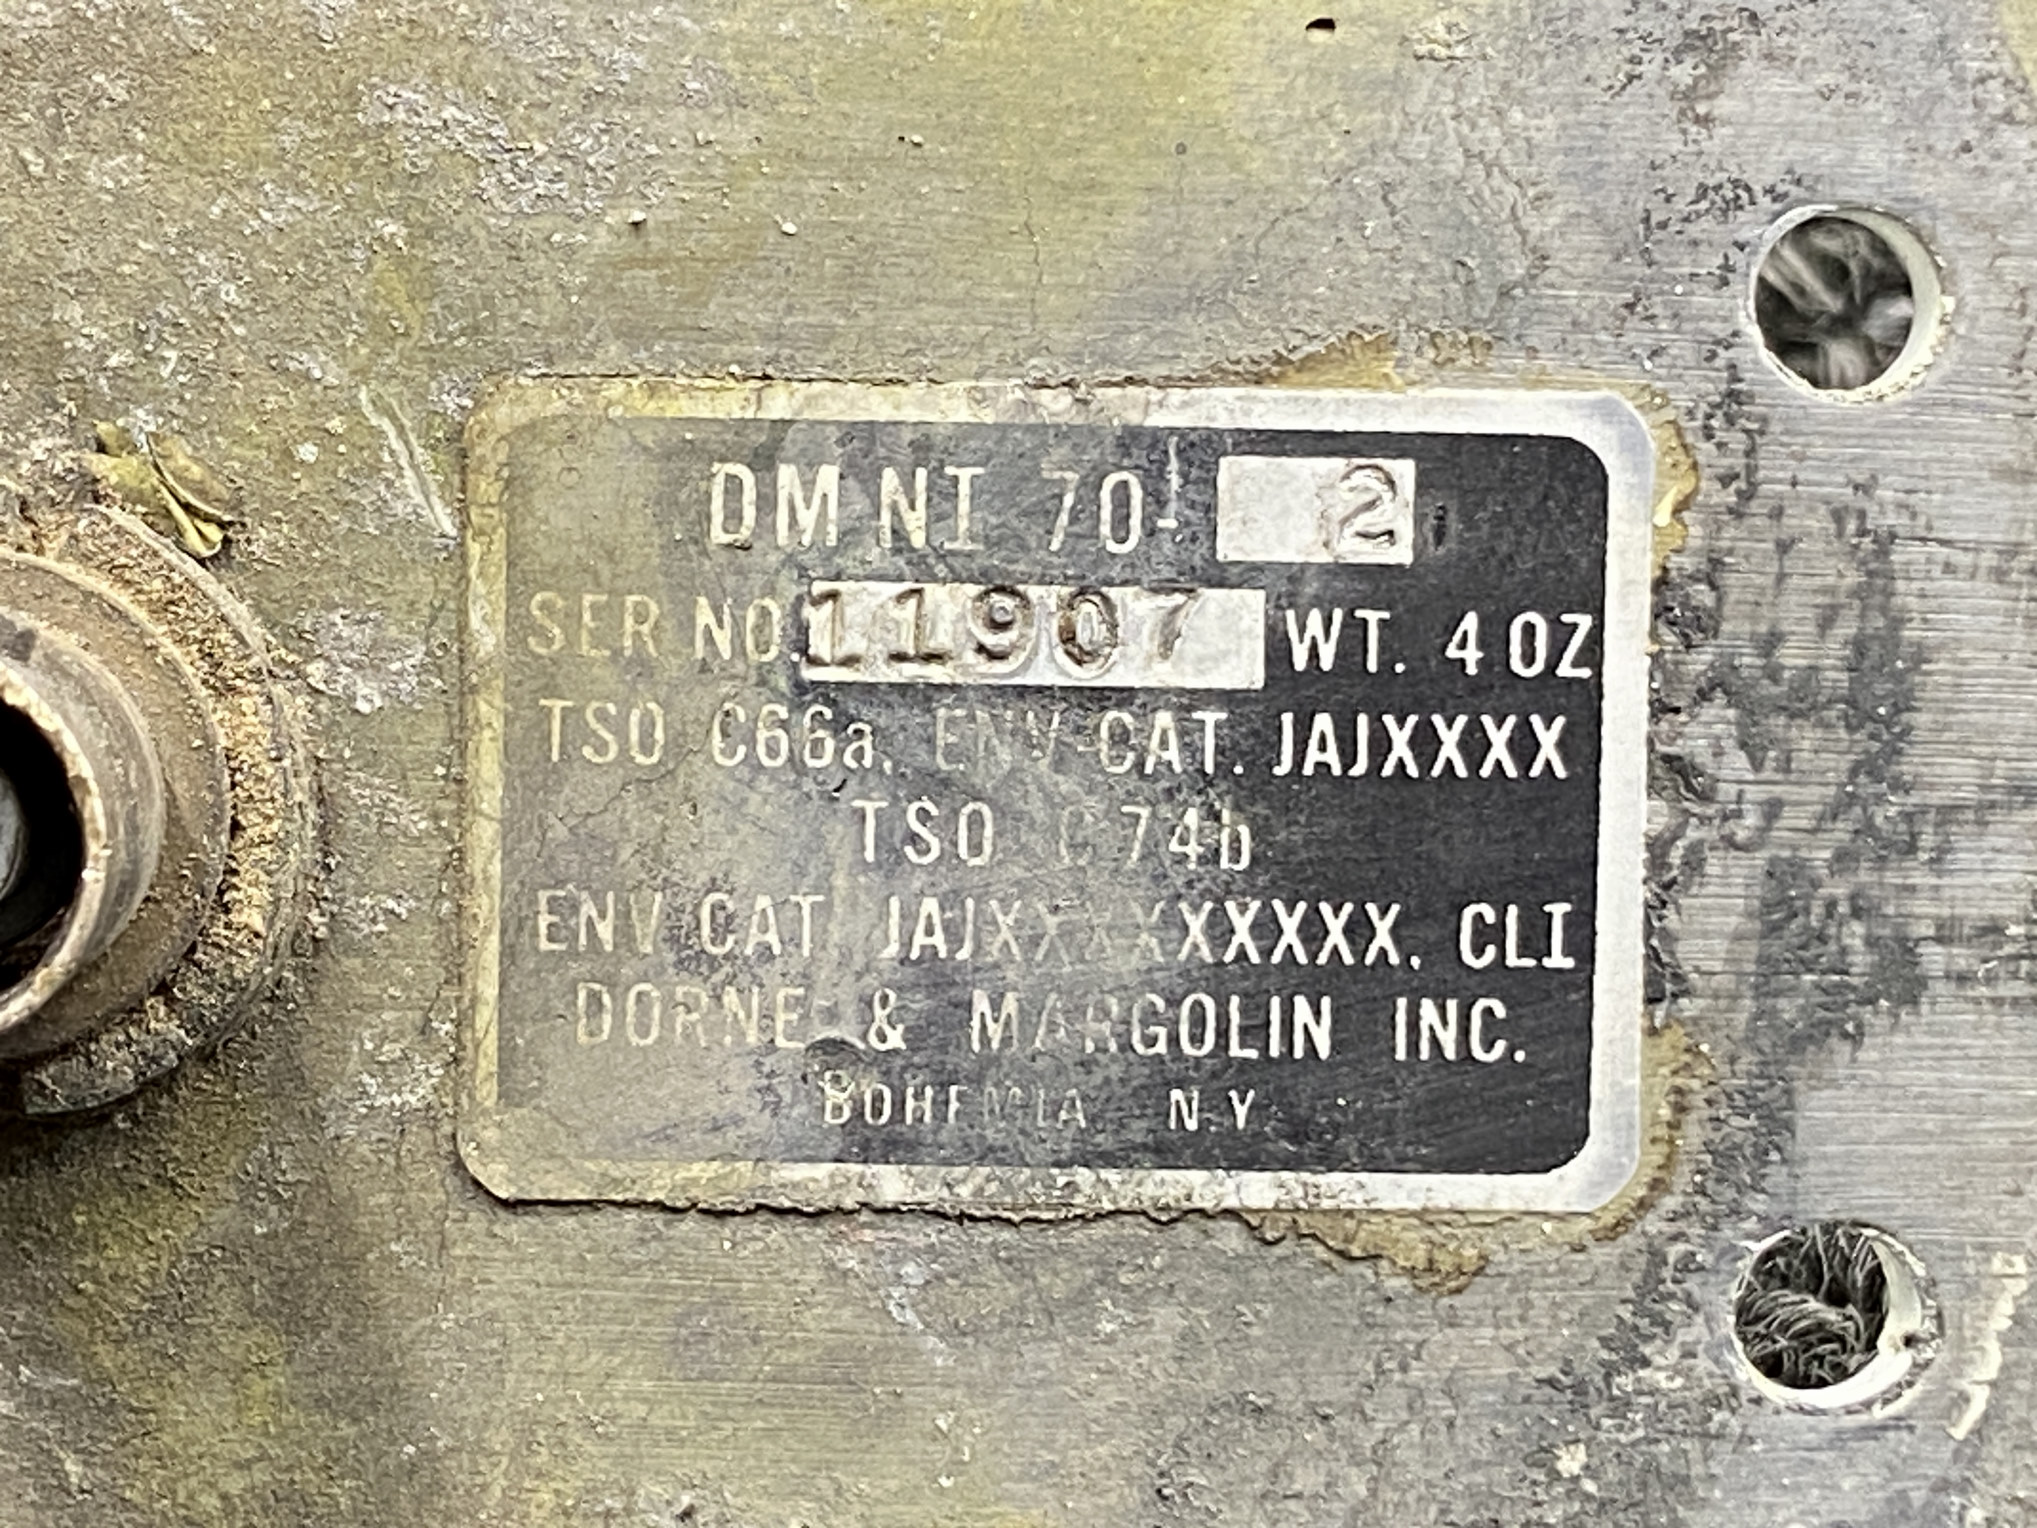 DM NI 70- 2
SER NO. 11907 WT. 4 OZ
TSO C66a. ENV CAT. JAJXXXX
TSO C74b
ENV CAT JAJXXXXXXXXXX. CLI
DORNE & MARGOLIN INC.
BOHEMIA N.Y